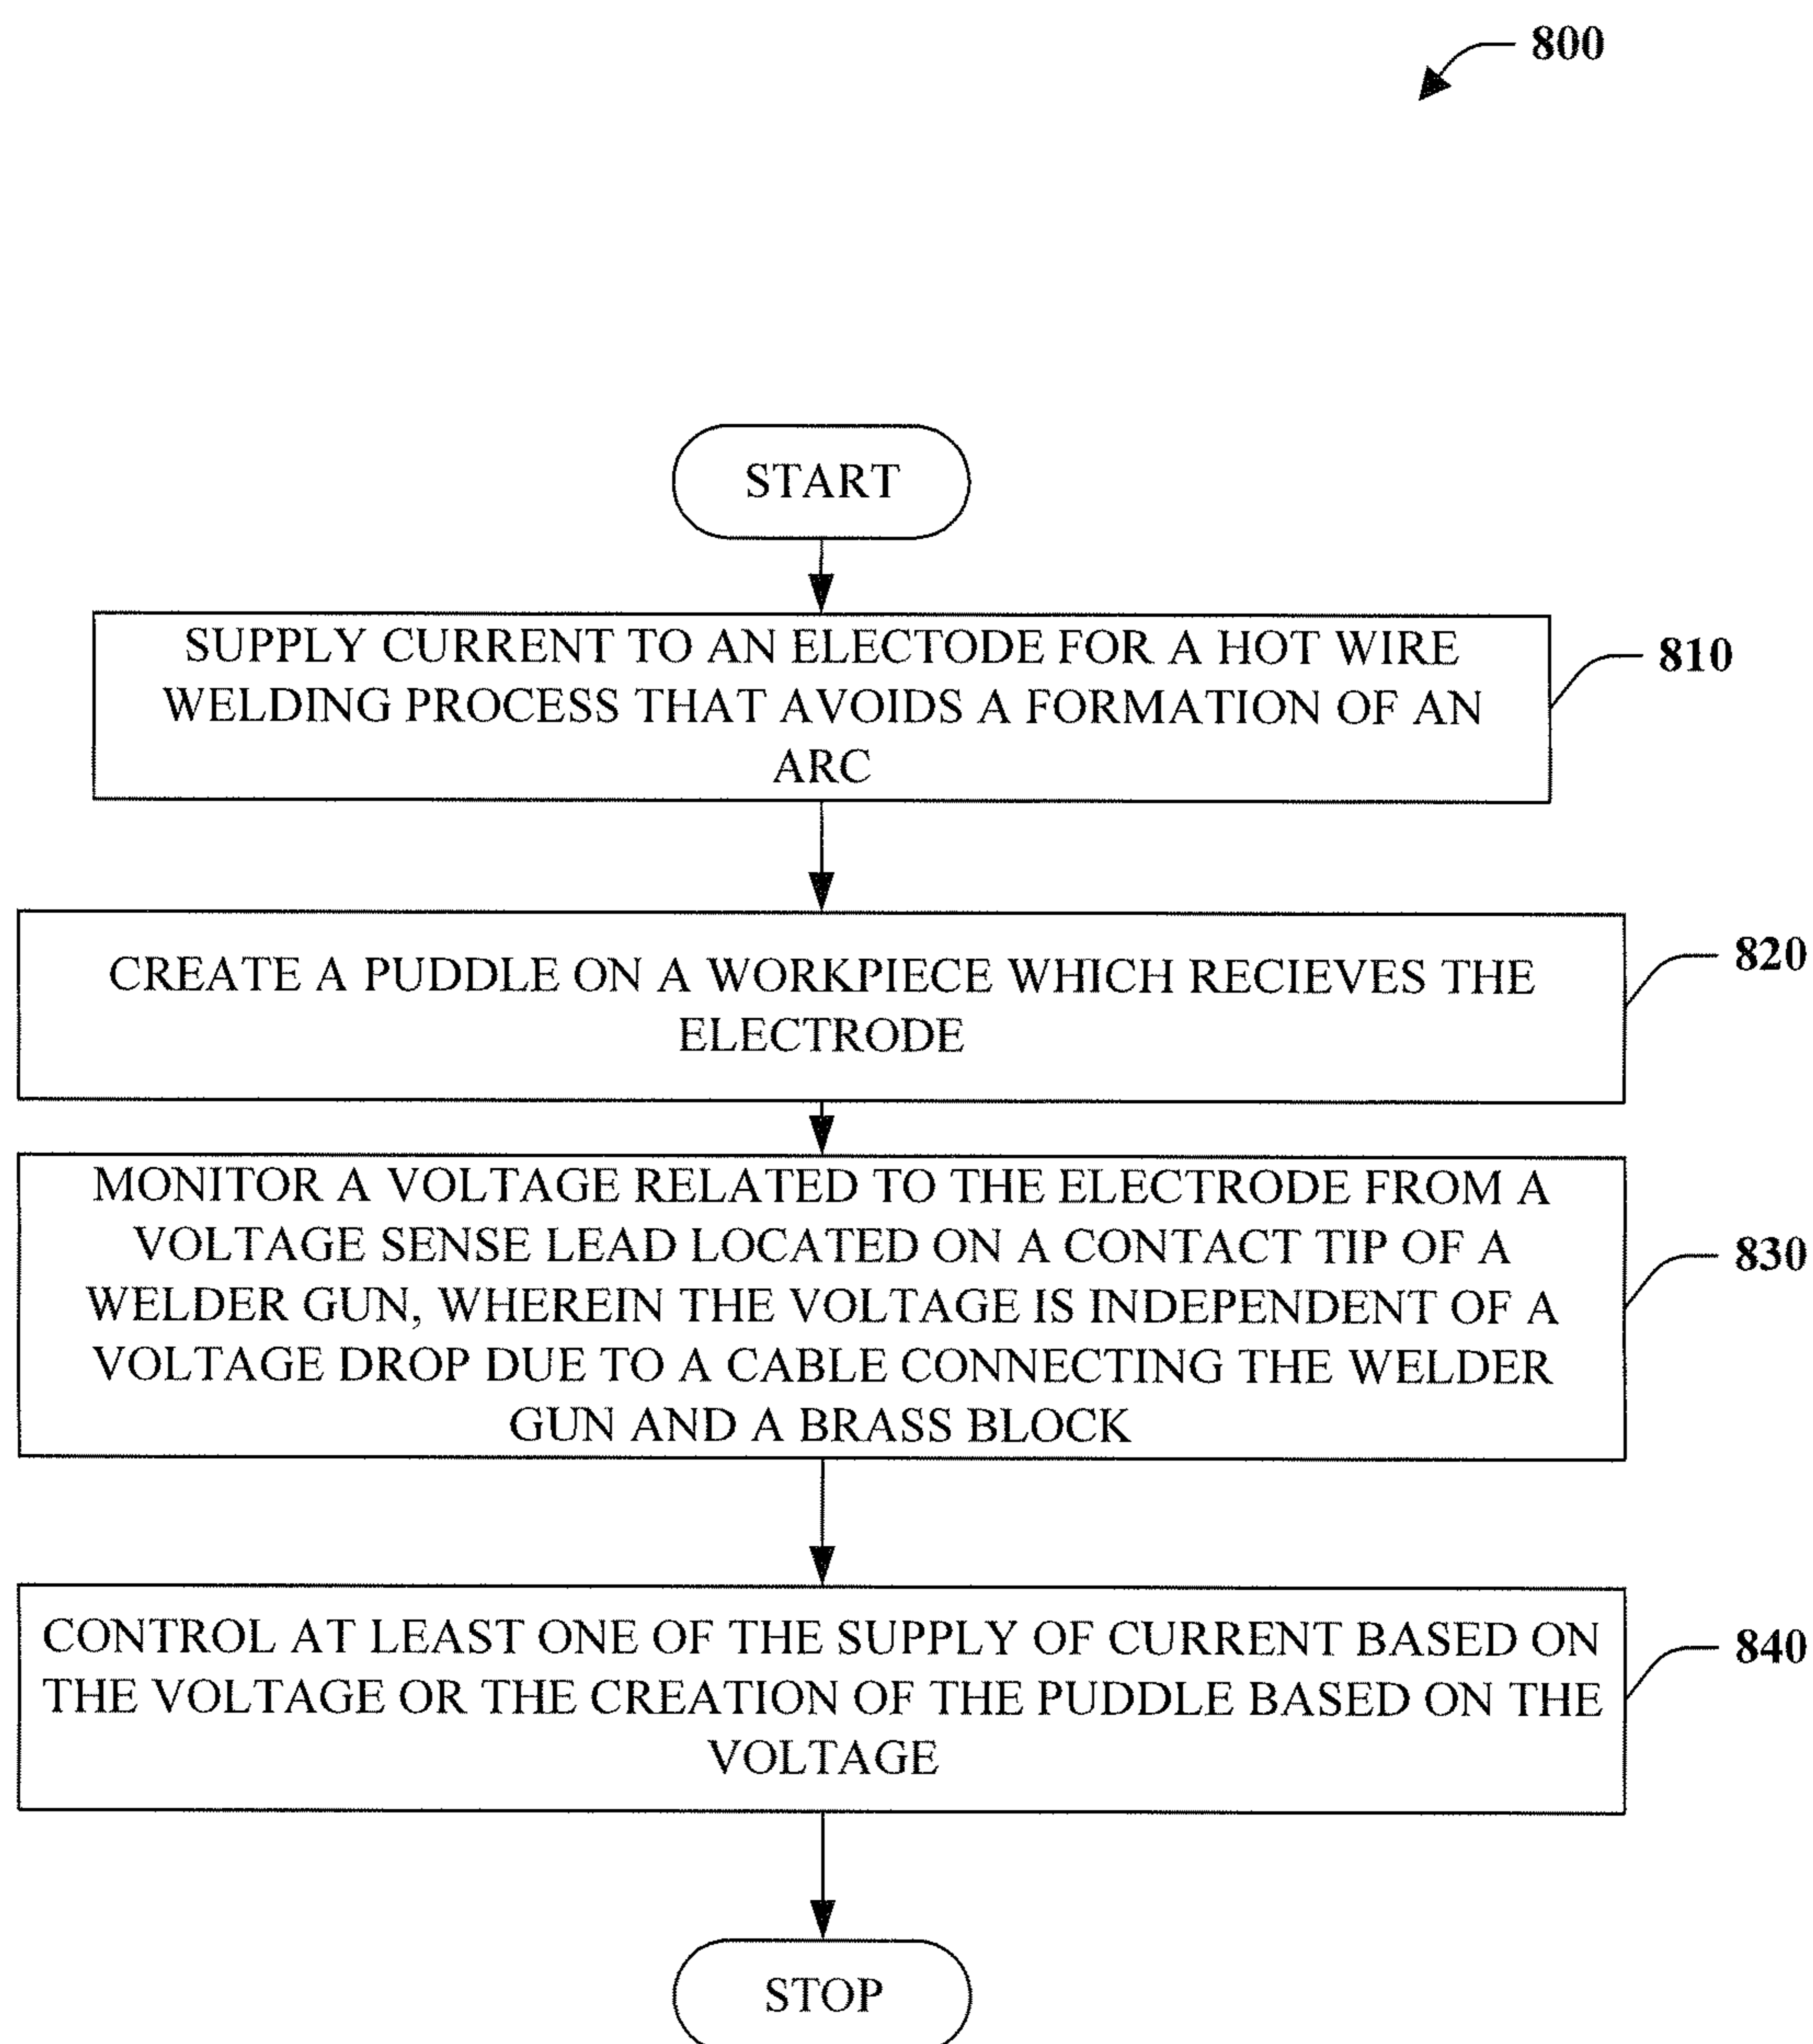 800
START
SUPPLY CURRENT TO AN ELECTODE FOR A HOT WIRE
WELDING PROCESS THAT AVOIDS A FORMATION OF AN
ARC
810
CREATE A PUDDLE ON A WORKPIECE WHICH RECIEVES THE
ELECTRODE
820
MONITOR A VOLTAGE RELATED TO THE ELECTRODE FROM A
VOLTAGE SENSE LEAD LOCATED ON A CONTACT TIP OF A
WELDER GUN, WHEREIN THE VOLTAGE IS INDEPENDENT OF A
VOLTAGE DROP DUE TO A CABLE CONNECTING THE WELDER
GUN AND A BRASS BLOCK
830
CONTROL AT LEAST ONE OF THE SUPPLY OF CURRENT BASED ON
THE VOLTAGE OR THE CREATION OF THE PUDDLE BASED ON THE
VOLTAGE
840
STOP